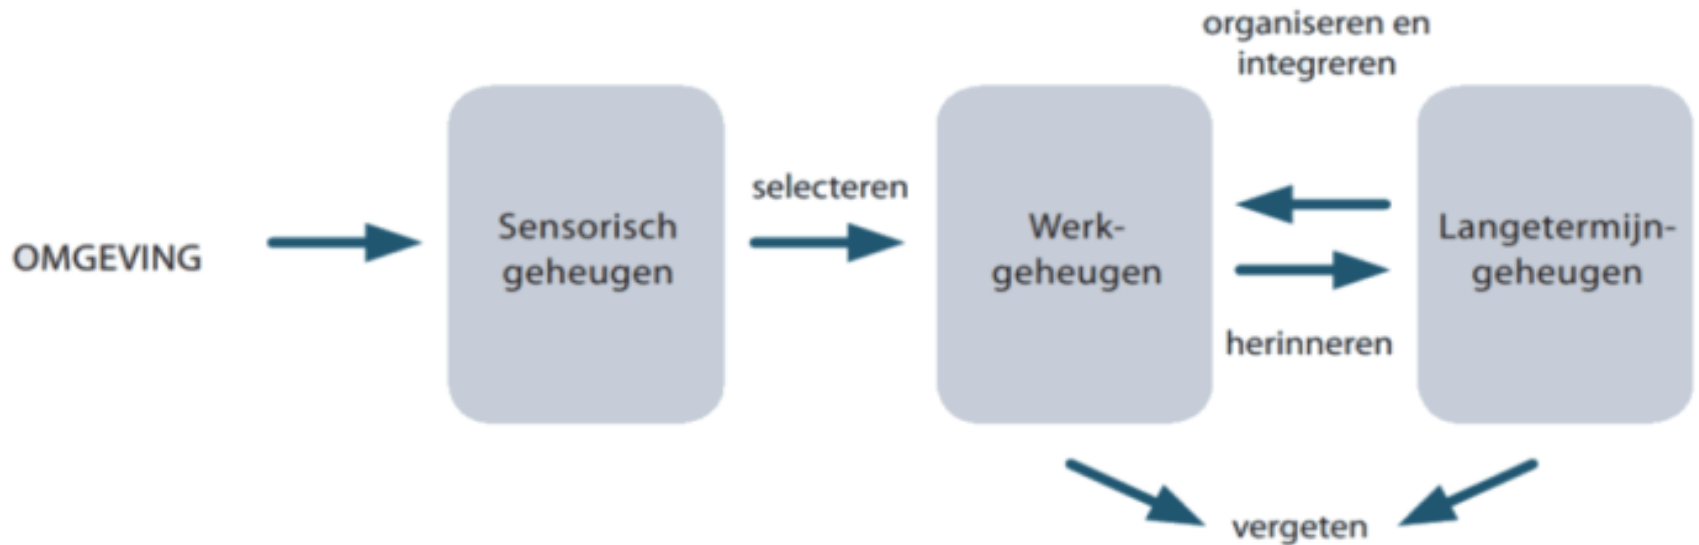 organiseren en
integreren
OMGEVING
Sensorisch
geheugen
selecteren
Werk-
geheugen
Langetermijn-
geheugen
herinneren
vergeten